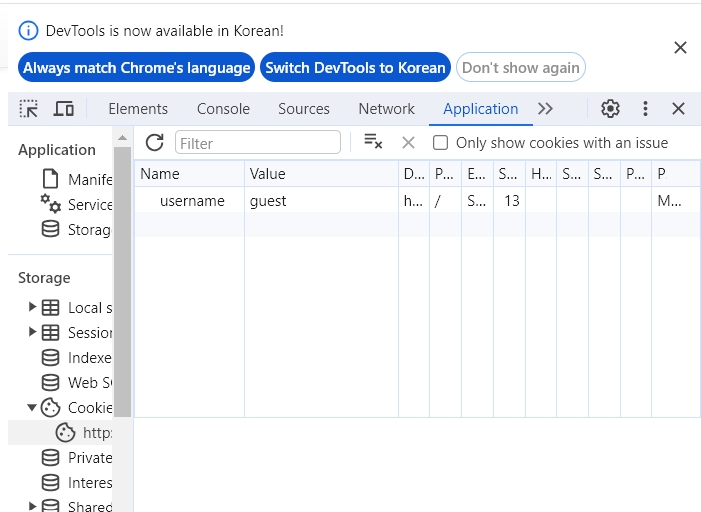 DevTools is now available in Korean!
Always match Chrome's language Switch DevTools to Korean Don't show again
Elements Console Sources Network Application
Application Filter Only show cookies with an issue
Name Value D... P... E... S... H... S... S... P... P
Manife
username guest h... / S... 13 M...
Service
Storag
Storage
Local s
Session
Indexe
Web S
Cookie
http:
Private
Interes
Shared